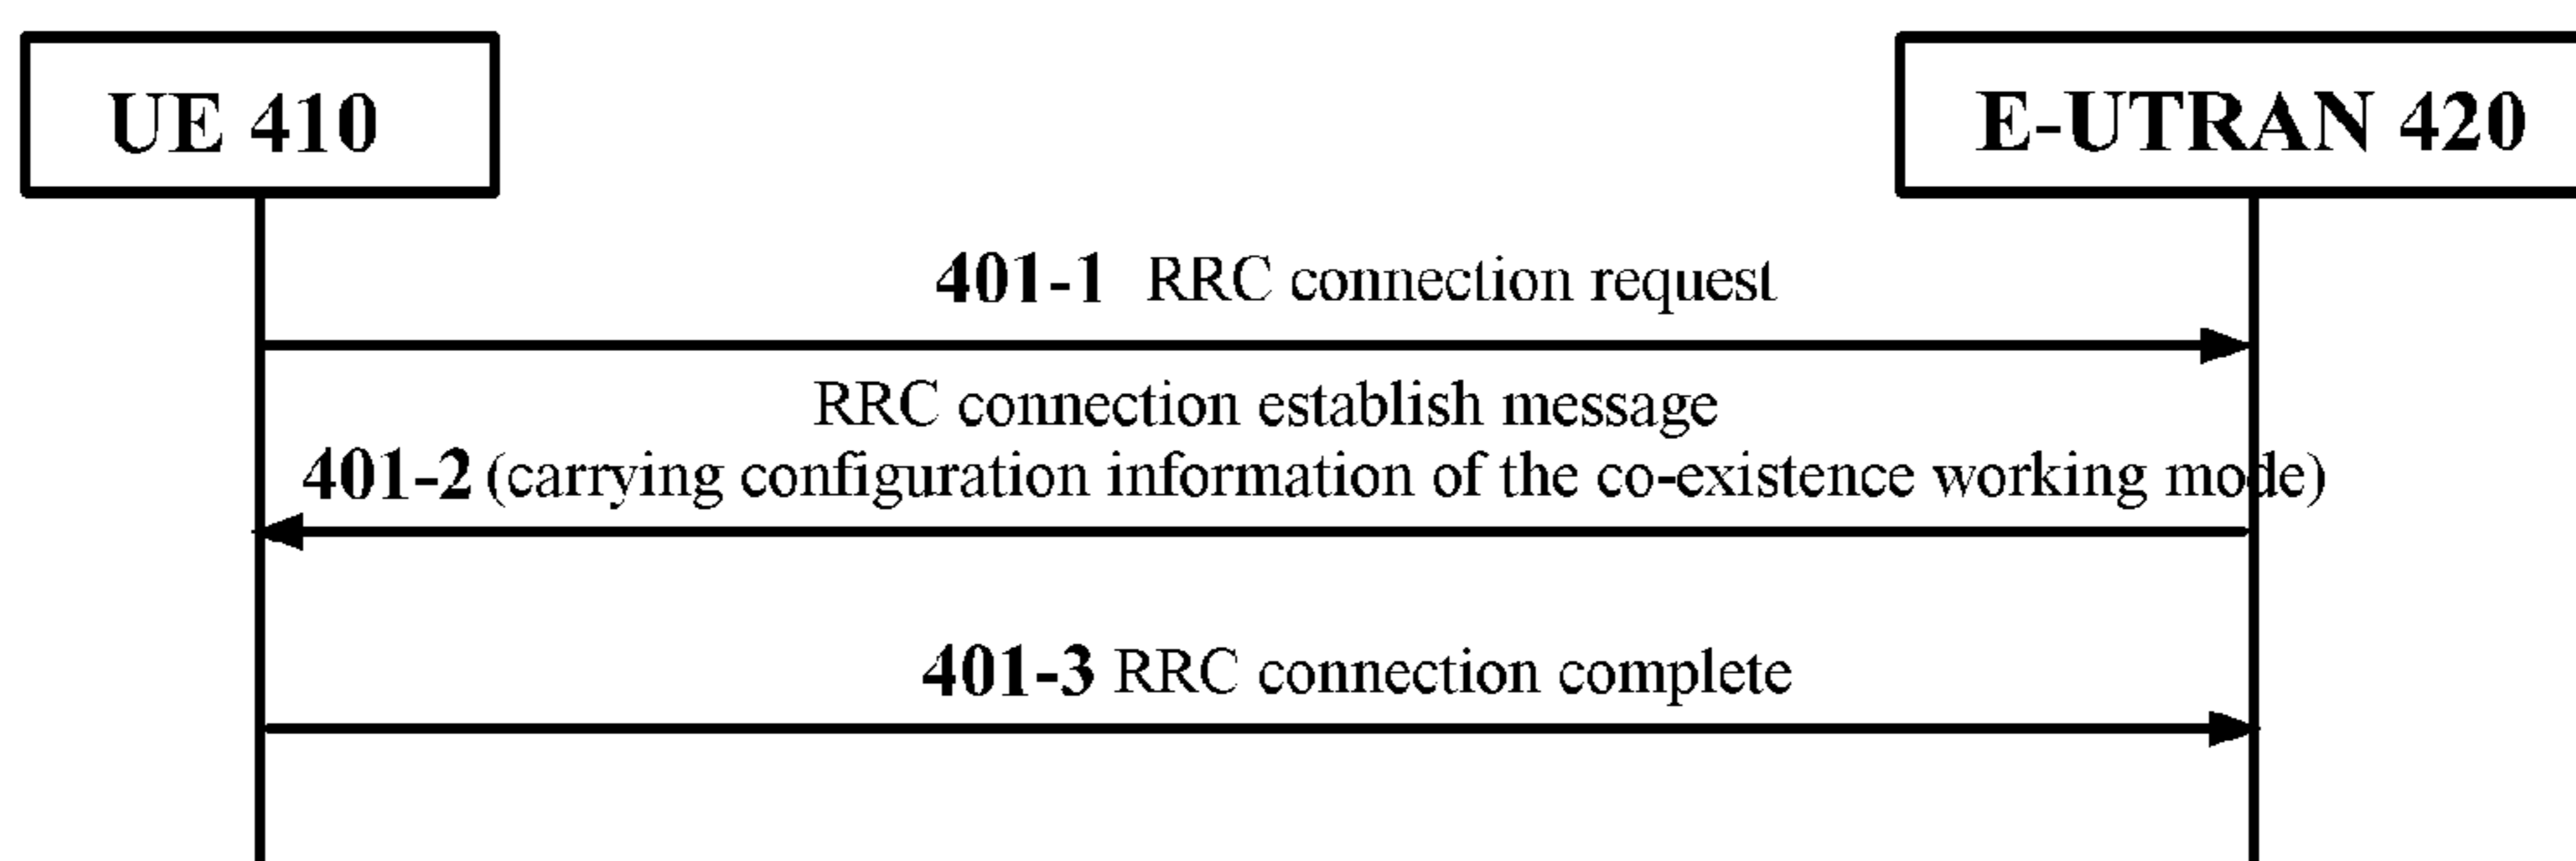 UE 410
E-UTRAN 420
401-1 RRC connection request
RRC connection establish message
401-2 (carrying configuration information of the co-existence working mode)
401-3 RRC connection complete